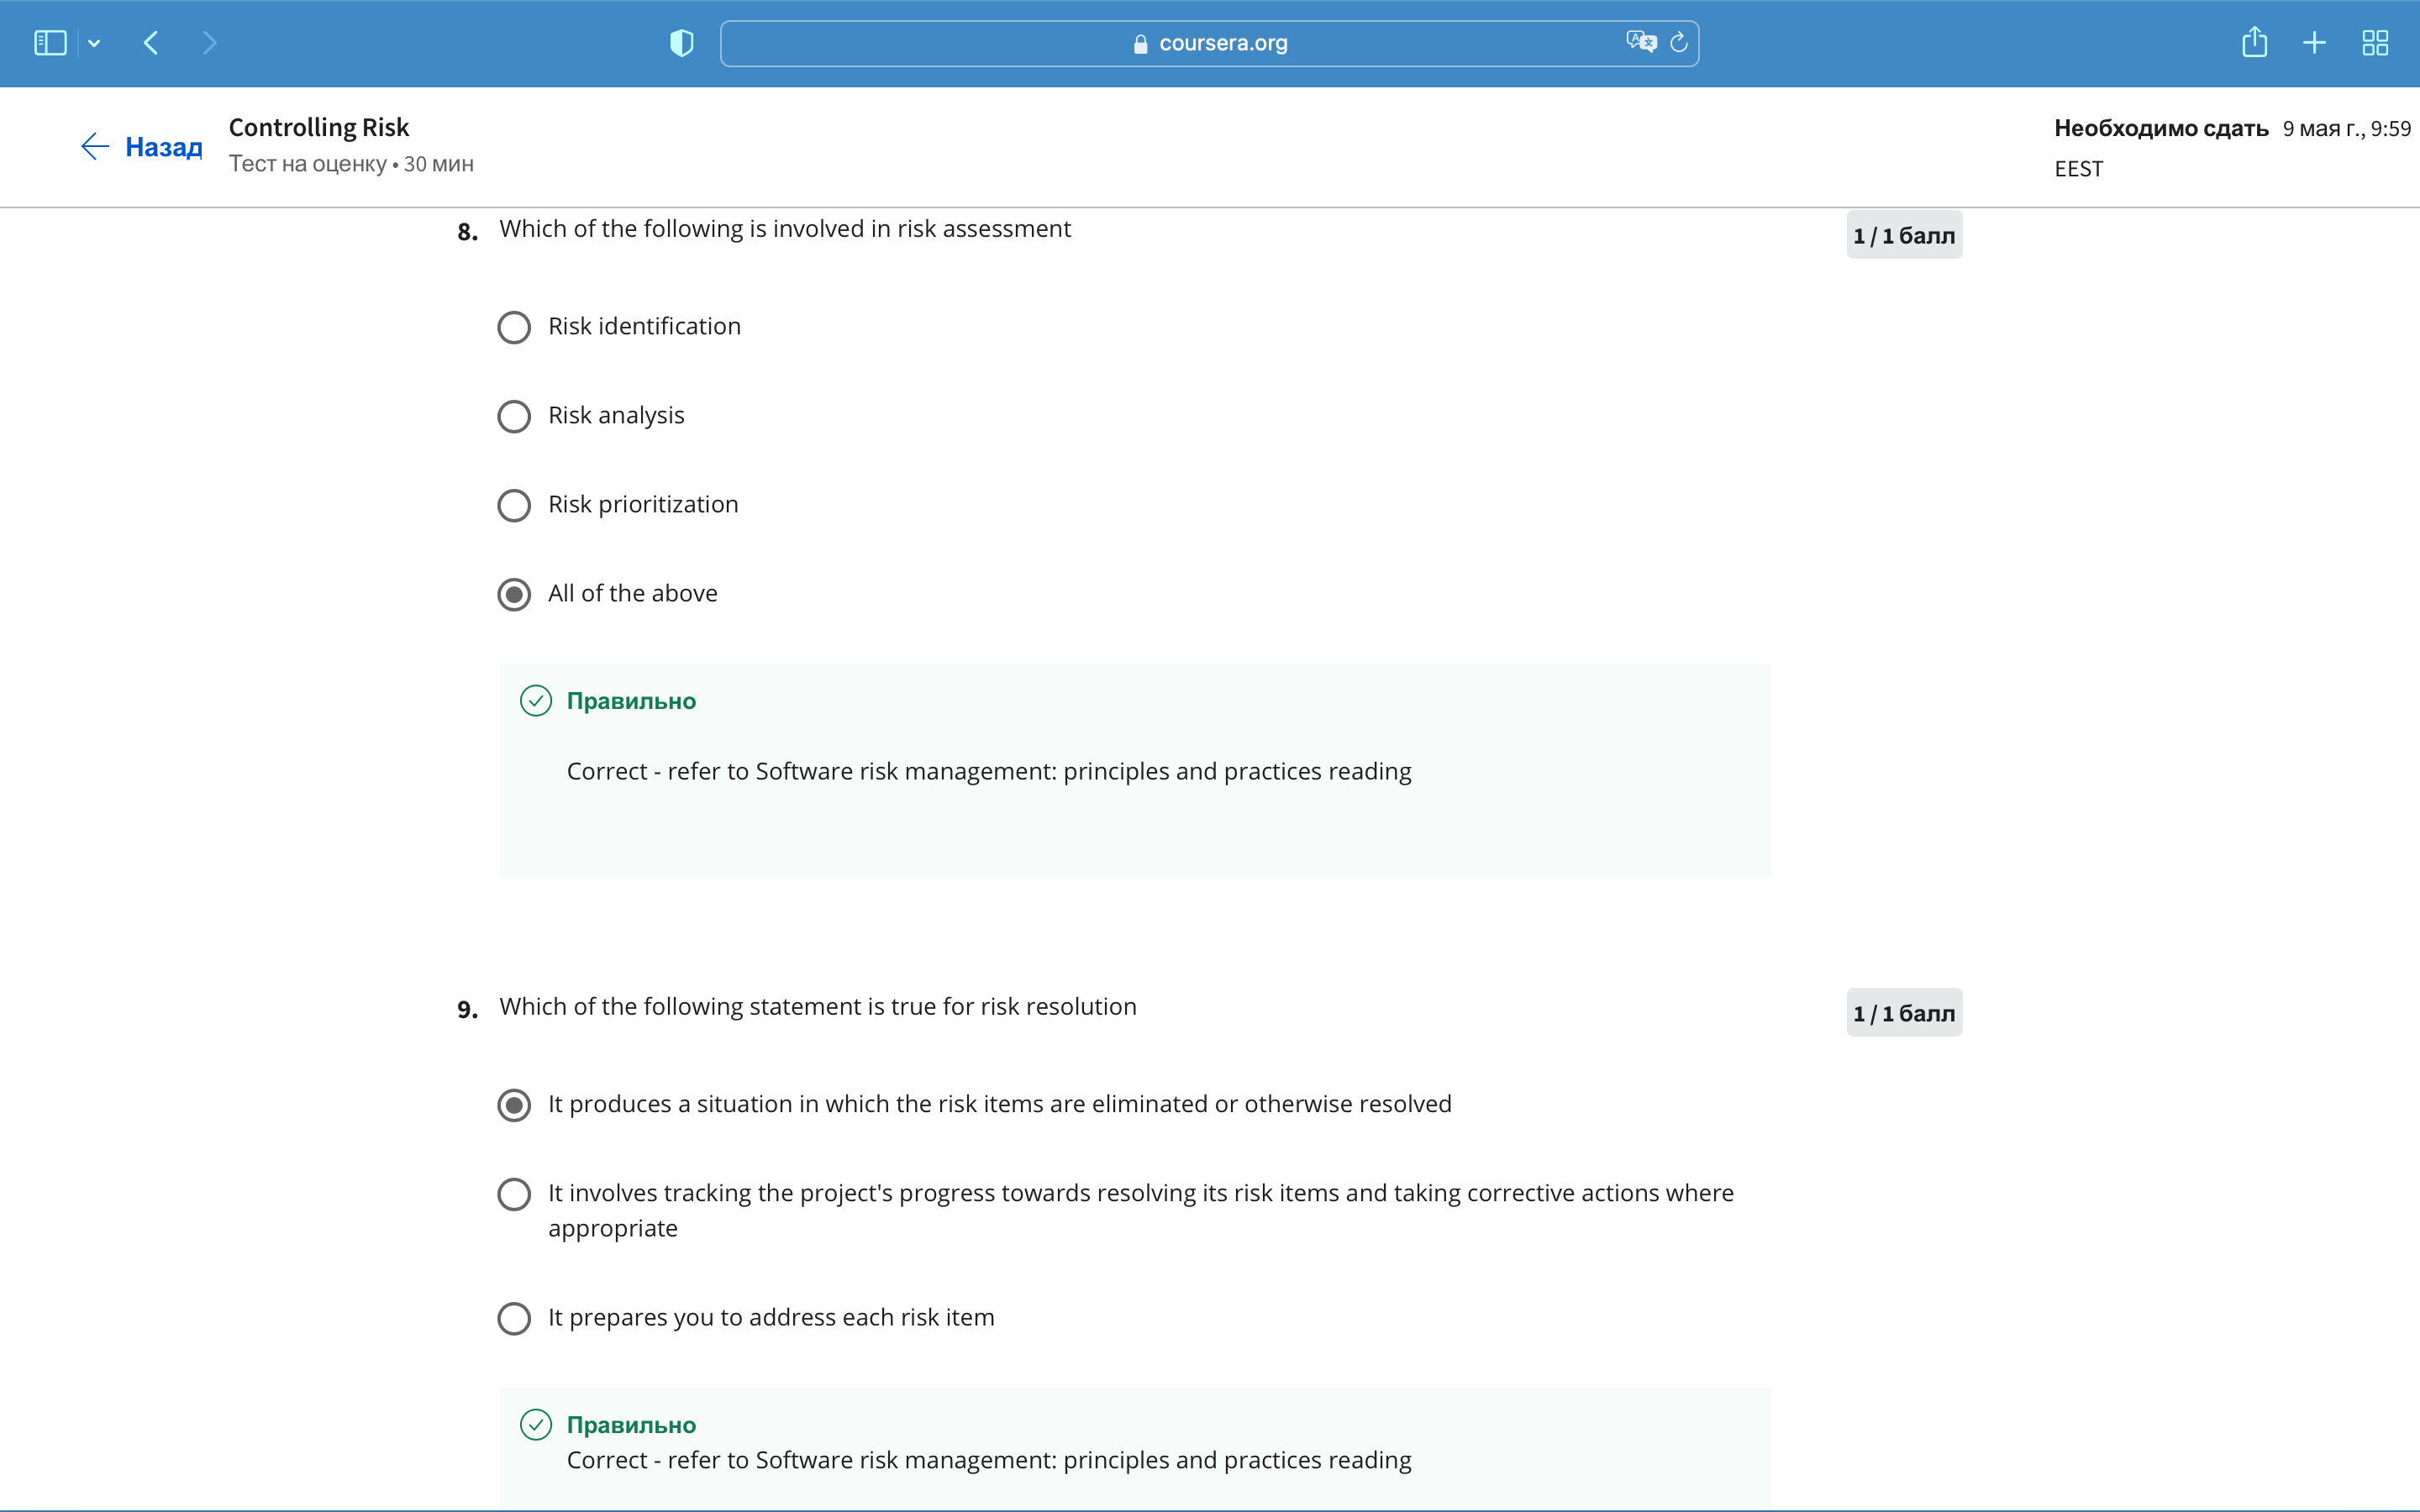 coursera.org
Назад
Controlling Risk
Тест на оценку • 30 мин
Необходимо сдать 9 мая г., 9:59
EEST
8. Which of the following is involved in risk assessment
1 / 1 балл
Risk identification
Risk analysis
Risk prioritization
All of the above
Правильно
Correct - refer to Software risk management: principles and practices reading
9. Which of the following statement is true for risk resolution
1 / 1 балл
It produces a situation in which the risk items are eliminated or otherwise resolved
It involves tracking the project's progress towards resolving its risk items and taking corrective actions where
appropriate
It prepares you to address each risk item
Правильно
Correct - refer to Software risk management: principles and practices reading